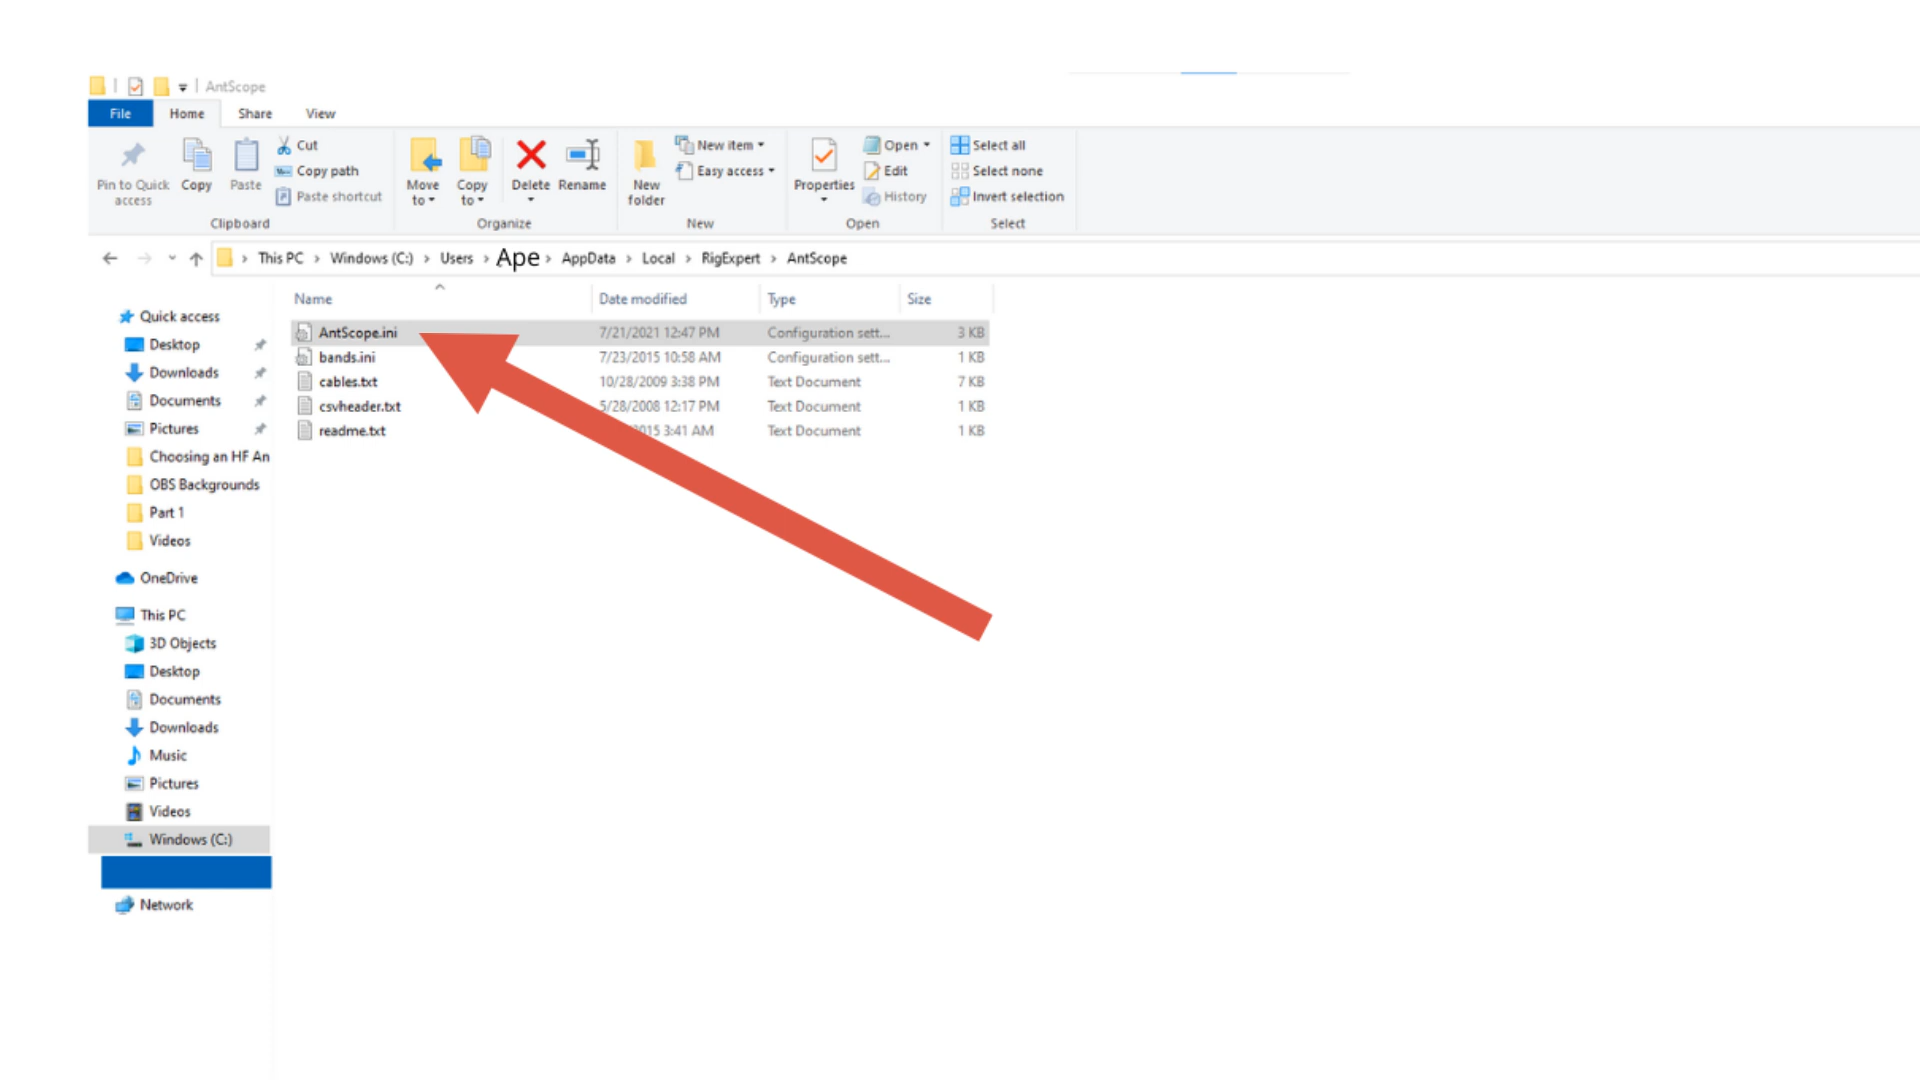 AntScope
File Home Share View
Pin to Quick access
Copy
Paste
Cut
Copy path
Paste shortcut
Clipboard
Move to
Copy to
Delete
Rename
Organize
New folder
New item
Easy access
New
Properties
Open
Edit
History
Open
Select all
Select none
Invert selection
Select
This PC > Windows (C:) > Users > Ape > AppData > Local > RigExpert > AntScope
Name Date modified Type Size
AntScope.ini 7/21/2021 12:47 PM Configuration sett... 3 KB
bands.ini 7/23/2015 10:58 AM Configuration sett... 1 KB
cables.txt 10/28/2009 3:38 PM Text Document 7 KB
csvheader.txt 5/28/2008 12:17 PM Text Document 1 KB
readme.txt 3:41 AM Text Document 1 KB
Quick access
Desktop
Downloads
Documents
Pictures
Choosing an HF An
OBS Backgrounds
Part 1
Videos
OneDrive
This PC
3D Objects
Desktop
Documents
Downloads
Music
Pictures
Videos
Windows (C:)
Network